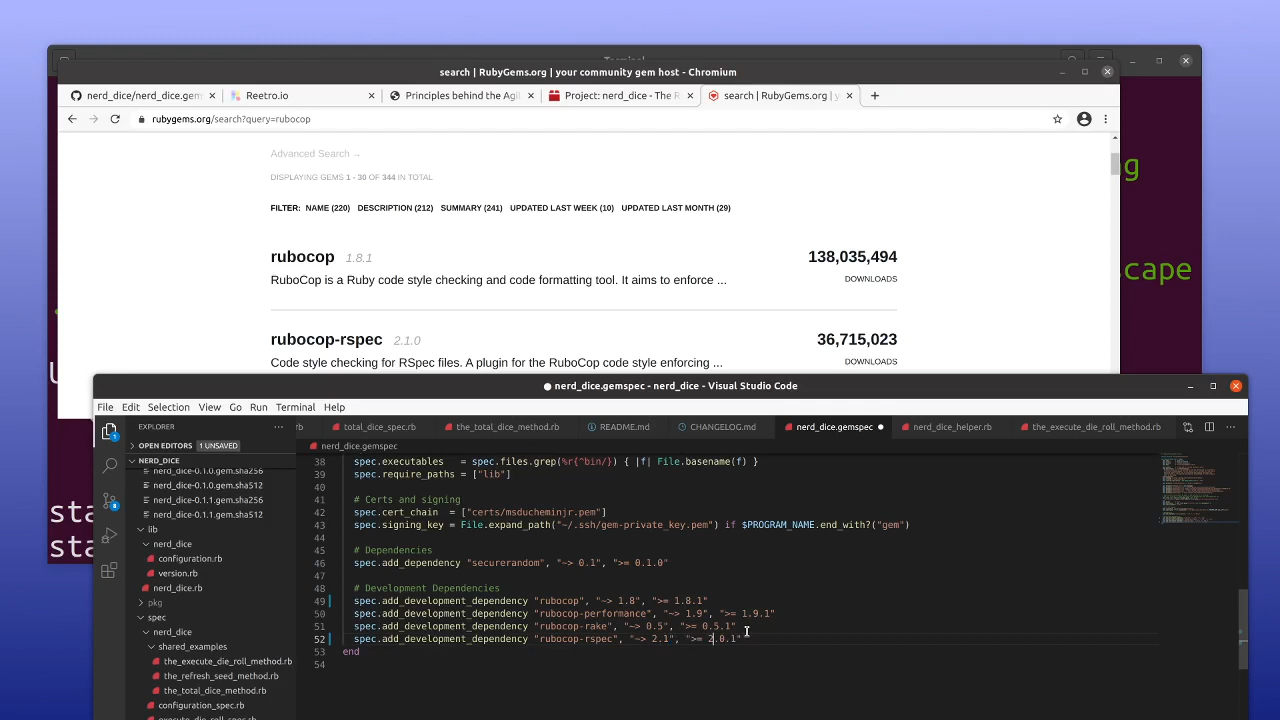 Terminal
search | RubyGems.org | your community gem host - Chromium
nerd_dice/nerd_dice.gem
Reetro.io
Principles behind the Agil
Project: nerd_dice - The R
search | RubyGems.org | y
rubygems.org/search?query=rubocop
Advanced Search →
DISPLAYING GEMS 1 - 30 OF 344 IN TOTAL
FILTER: NAME (220) DESCRIPTION (212) SUMMARY (241) UPDATED LAST WEEK (10) UPDATED LAST MONTH (29)
rubocop 1.8.1
138,035,494
RuboCop is a Ruby code style checking and code formatting tool. It aims to enforce ...
DOWNLOADS
rubocop-rspec 2.1.0
36,715,023
Code style checking for RSpec files. A plugin for the RuboCop code style enforcing ...
DOWNLOADS
g
cape
U
sta
sta
● nerd_dice.gemspec - nerd_dice - Visual Studio Code
File Edit Selection View Go Run Terminal Help
EXPLORER
rb
total_dice_spec.rb
the_total_dice_method.rb
README.md
CHANGELOG.md
nerd_dice.gemspec
nerd_dice_helper.rb
the_execute_die_roll_method.rb
OPEN EDITORS 1 UNSAVED
NERD_DICE
nerd_dice-0.1.0.gem.sha256
nerd_dice-0.1.0.gem.sha512
nerd_dice-0.1.1.gem.sha256
nerd_dice-0.1.1.gem.sha512
lib
nerd_dice
configuration.rb
version.rb
nerd_dice.rb
pkg
spec
nerd_dice
shared_examples
the_execute_die_roll_method.rb
the_refresh_seed_method.rb
the_total_dice_method.rb
configuration_spec.rb
execute_die_roll_spec.rb
nerd_dice.gemspec
38 spec.executables = spec.files.grep(%r{^bin/}) { |f| File.basename(f) }
39 spec.require_paths = ["lib"]
40
41 # Certs and signing
42 spec.cert_chain = ["certs/msducheminjr.pem"]
43 spec.signing_key = File.expand_path("~/.ssh/gem-private_key.pem") if $PROGRAM_NAME.end_with?("gem")
44
45 # Dependencies
46 spec.add_dependency "securerandom", "~> 0.1", ">= 0.1.0"
47
48 # Development Dependencies
49 spec.add_development_dependency "rubocop", "~> 1.8", ">= 1.8.1"
50 spec.add_development_dependency "rubocop-performance", "~> 1.9", ">= 1.9.1"
51 spec.add_development_dependency "rubocop-rake", "~> 0.5", ">= 0.5.1"
52 spec.add_development_dependency "rubocop-rspec", "~> 2.1", ">= 2.0.1"
53 end
54